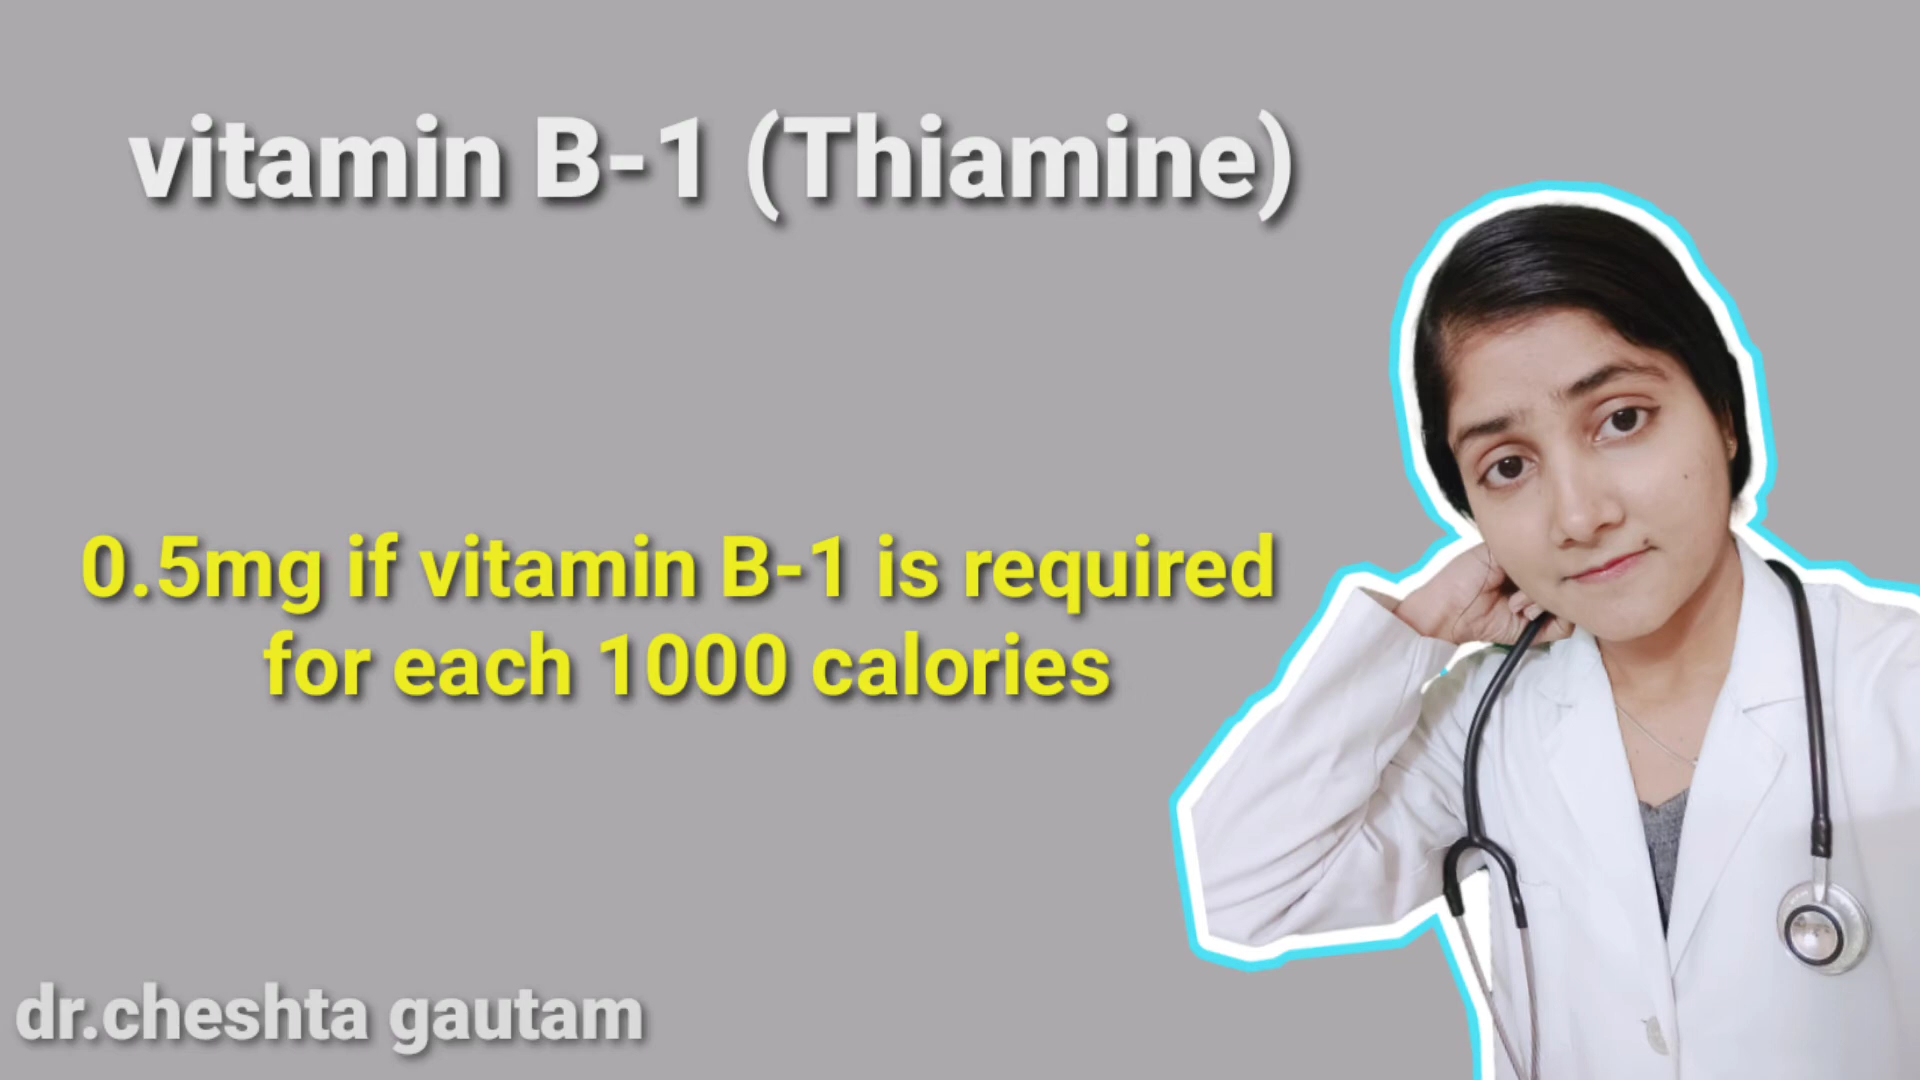 vitamin B-1 (Thiamine)
0.5mg if vitamin B-1 is required
for each 1000 calories
dr.cheshta gautam